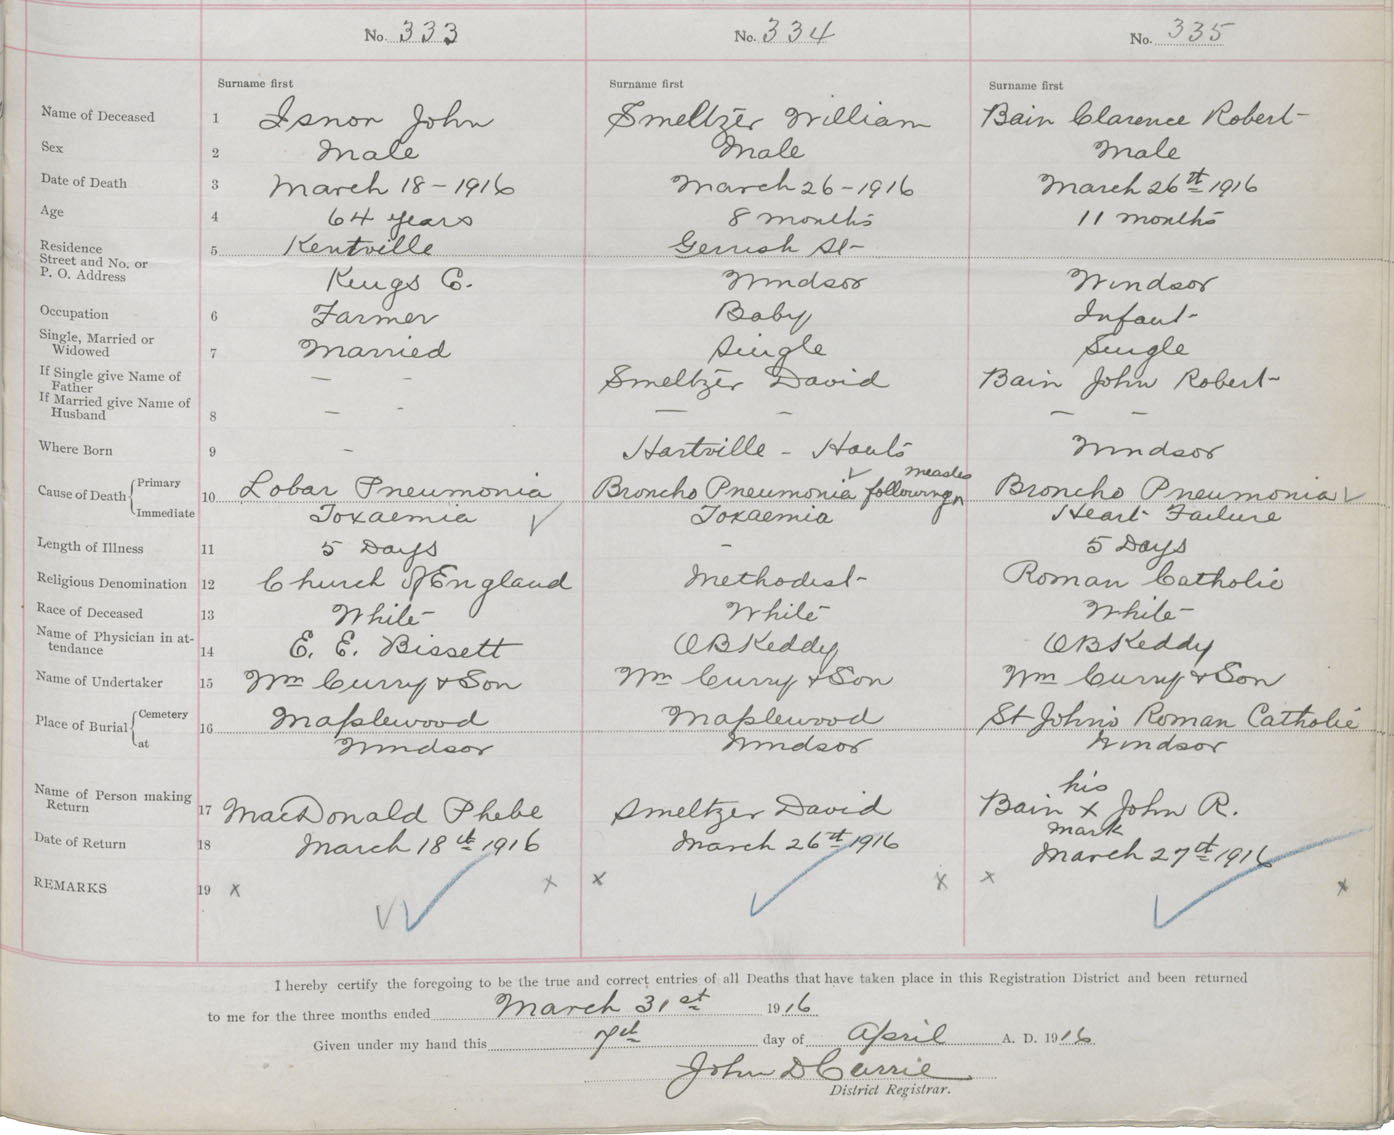 No. 333 No. 334 No. 335
Surname first Surname first Surname first
Name of Deceased 1 Isnor John Smeltzer William Bain Clarence Robert
Sex 2 Male Male Male
Date of Death 3 March 18 - 1916 March 26 - 1916 March 26th 1916
Age 4 64 years 8 months 11 months
Residence 5 Kentville Gerrish St
Street and No. or
P. O. Address Kings C. Windsor Windsor
Occupation 6 Farmer Baby Infant
Single, Married or
Widowed 7 Married Single Single
If Single give Name of
Father - - Smeltzer David Bain John Robert
If Married give Name of
Husband 8 - - - - - -
Where Born 9 - Hartville - Hants Windsor
measles
Cause of Death { Primary 10 Lobar Pneumonia Broncho Pneumonia ✓ following Broncho Pneumonia ✓
Immediate Toxaemia ✓ Toxaemia Heart Failure
Length of Illness 11 5 Days - 5 Days
Religious Denomination 12 Church of England Methodist Roman Catholic
Race of Deceased 13 White White White
Name of Physician in at-
tendance 14 E. E. Bissett O B Keddy O B Keddy
Name of Undertaker 15 Wm Curry & Son Wm Curry & Son Wm Curry & Son
Place of Burial { Cemetery 16 Maplewood Maplewood St John's Roman Catholic
at Windsor Windsor Windsor
his
Name of Person making
Return 17 MacDonald Phebe Smeltzer David Bain x John R.
mark
Date of Return 18 March 18th 1916 March 26th 1916 March 27th 1916
REMARKS 19 x x x x x x
I hereby certify the foregoing to be the true and correct entries of all Deaths that have taken place in this Registration District and been returned
to me for the three months ended March 31st 1916
Given under my hand this 7th day of April A. D. 1916
John D Currie
District Registrar.